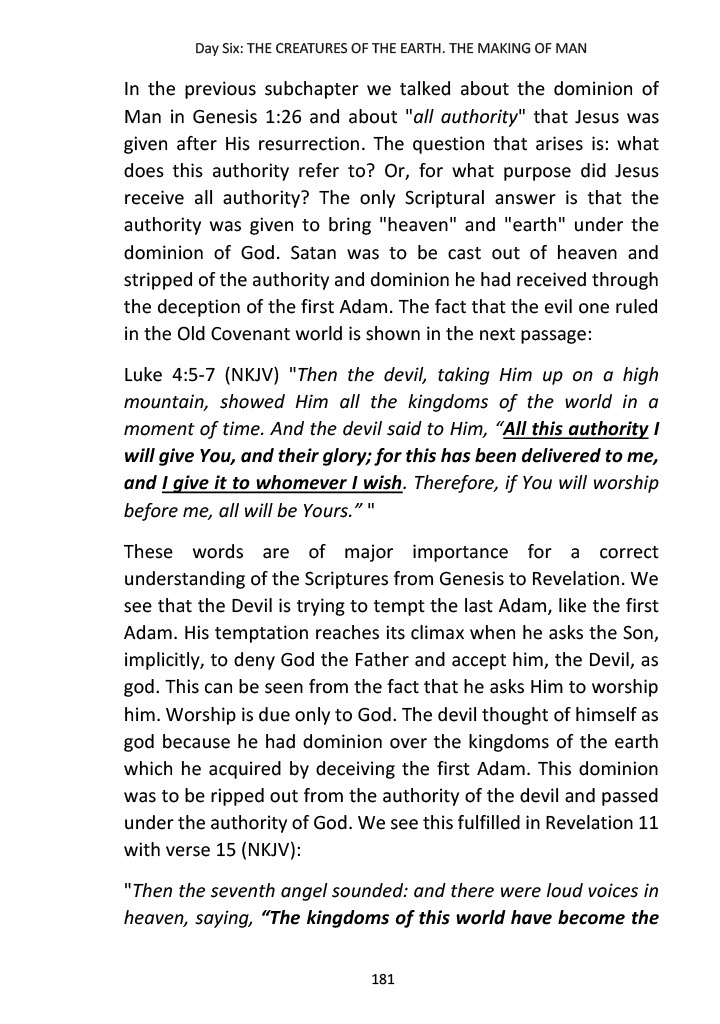 Day Six: THE CREATURES OF THE EARTH. THE MAKING OF MAN
In the previous subchapter we talked about the dominion of
Man in Genesis 1:26 and about "all authority" that Jesus was
given after His resurrection. The question that arises is: what
does this authority refer to? Or, for what purpose did Jesus
receive all authority? The only Scriptural answer is that the
authority was given to bring "heaven" and "earth" under the
dominion of God. Satan was to be cast out of heaven and
stripped of the authority and dominion he had received through
the deception of the first Adam. The fact that the evil one ruled
in the Old Covenant world is shown in the next passage:
Luke 4:5-7 (NKJV) "Then the devil, taking Him up on a high
mountain, showed Him all the kingdoms of the world in a
moment of time. And the devil said to Him, “All this authority I
will give You, and their glory; for this has been delivered to me,
and I give it to whomever I wish. Therefore, if You will worship
before me, all will be Yours.” "
These words are of major importance for a correct
understanding of the Scriptures from Genesis to Revelation. We
see that the Devil is trying to tempt the last Adam, like the first
Adam. His temptation reaches its climax when he asks the Son,
implicitly, to deny God the Father and accept him, the Devil, as
god. This can be seen from the fact that he asks Him to worship
him. Worship is due only to God. The devil thought of himself as
god because he had dominion over the kingdoms of the earth
which he acquired by deceiving the first Adam. This dominion
was to be ripped out from the authority of the devil and passed
under the authority of God. We see this fulfilled in Revelation 11
with verse 15 (NKJV):
"Then the seventh angel sounded: and there were loud voices in
heaven, saying, “The kingdoms of this world have become the
181